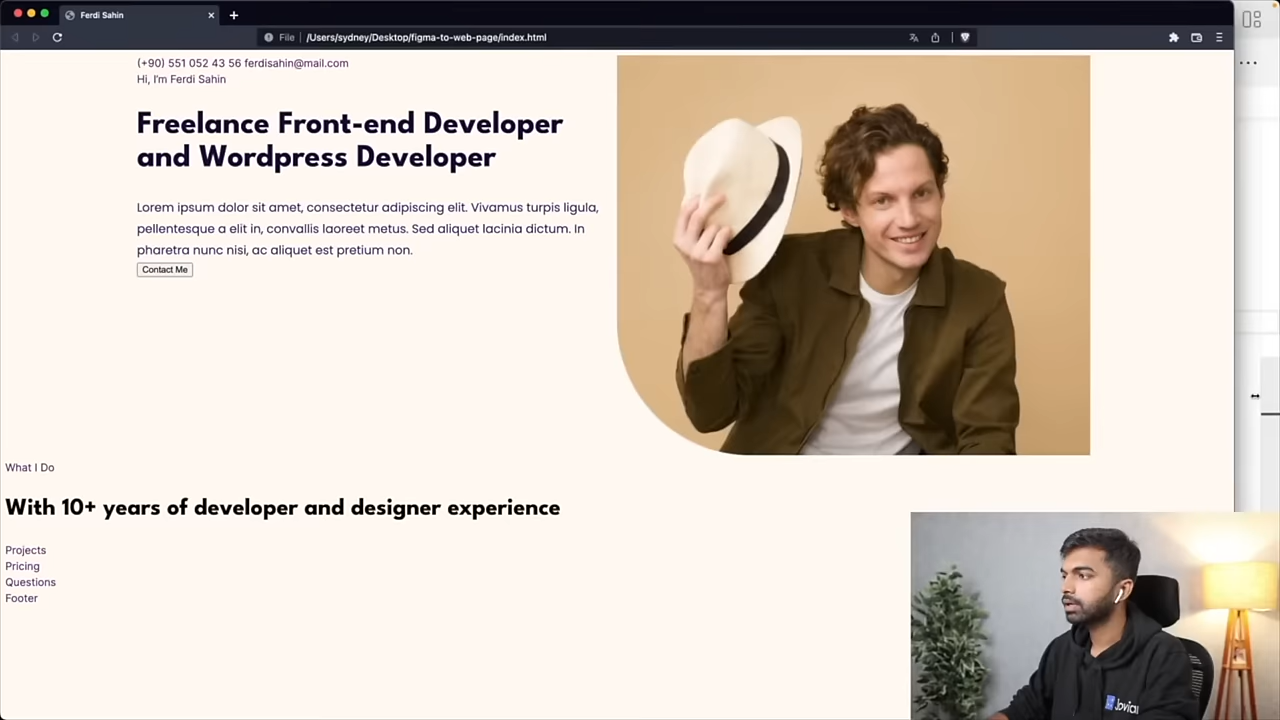 Ferdi Sahin
File
/Users/sydney/Desktop/figma-to-web-page/index.html
(+90) 551 052 43 56 ferdisahin@mail.com
Hi, I'm Ferdi Sahin
Freelance Front-end Developer
and Wordpress Developer
Lorem ipsum dolor sit amet, consectetur adipiscing elit. Vivamus turpis ligula,
pellentesque a elit in, convallis laoreet metus. Sed aliquet lacinia dictum. In
pharetra nunc nisi, ac aliquet est pretium non.
Contact Me
What I Do
With 10+ years of developer and designer experience
Projects
Pricing
Questions
Footer
Jovian